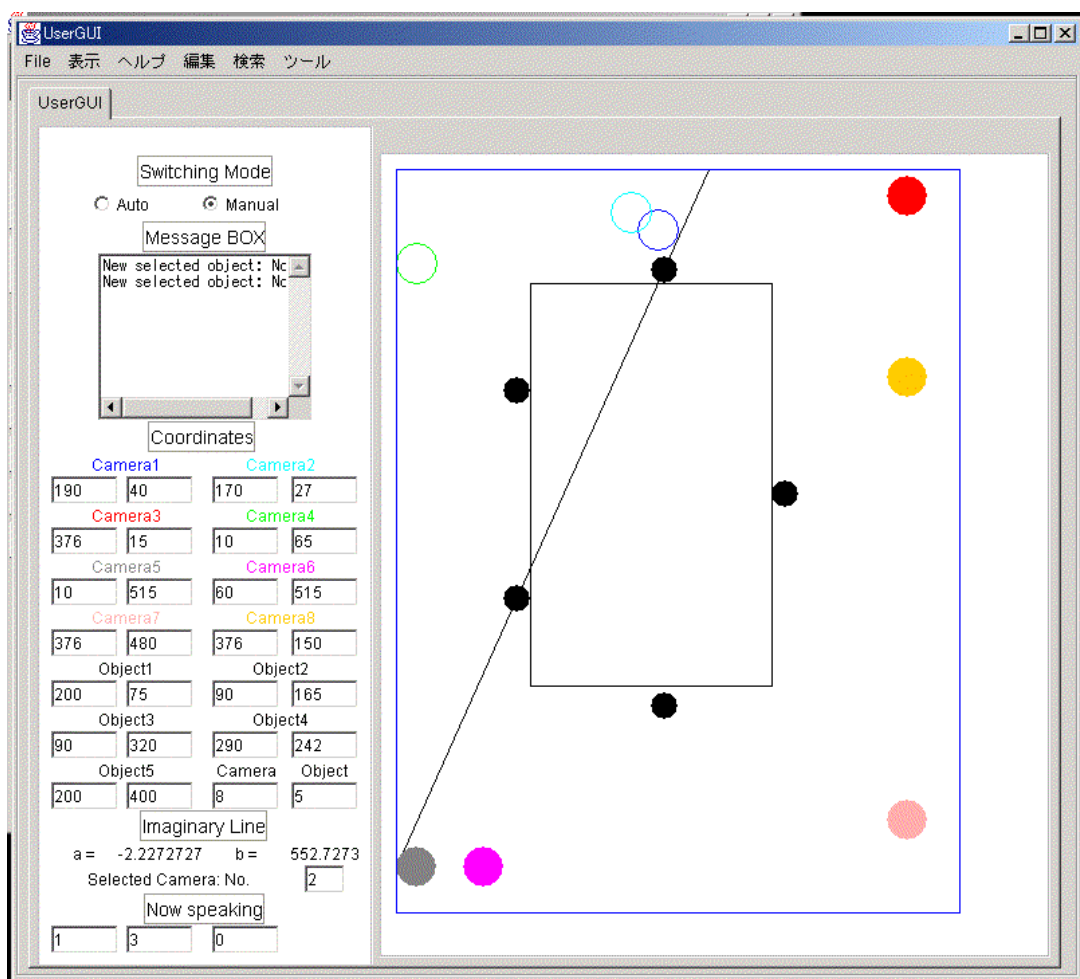 UserGUI
File 表示 ヘルプ 編集 検索 ツール
UserGUI
Switching Mode
Auto Manual
Message BOX
New selected object: Nc
New selected object: Nc
Coordinates
Camera1 Camera2
190 40 170 27
Camera3 Camera4
376 15 10 65
Camera5 Camera6
10 515 60 515
Camera7 Camera8
376 480 376 150
Object1 Object2
200 75 90 165
Object3 Object4
90 320 290 242
Object5 Camera Object
200 400 8 5
Imaginary Line
a = -2.2272727 b = 552.7273
Selected Camera: No. 2
Now speaking
1 3 0